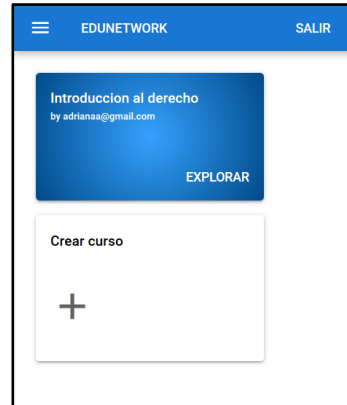 EDUNETWORK SALIR
Introduccion al derecho
by adrianaa@gmail.com
EXPLORAR
Crear curso